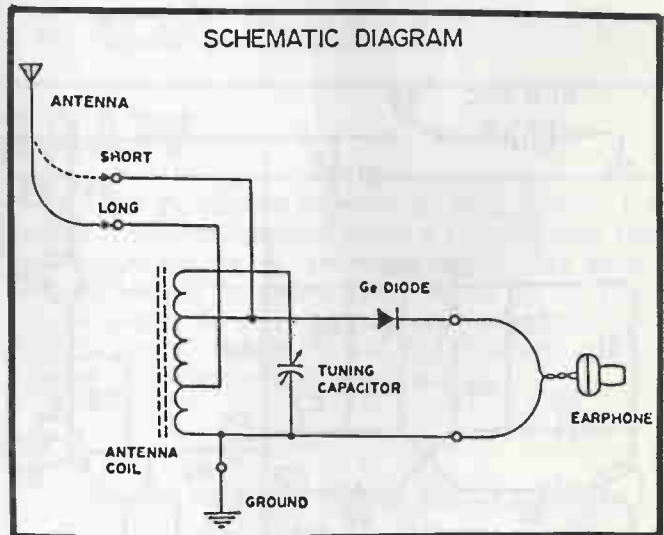 SCHEMATIC DIAGRAM
ANTENNA
SHORT
LONG
Ge DIODE
TUNING
CAPACITOR
EARPHONE
ANTENNA
COIL
GROUND